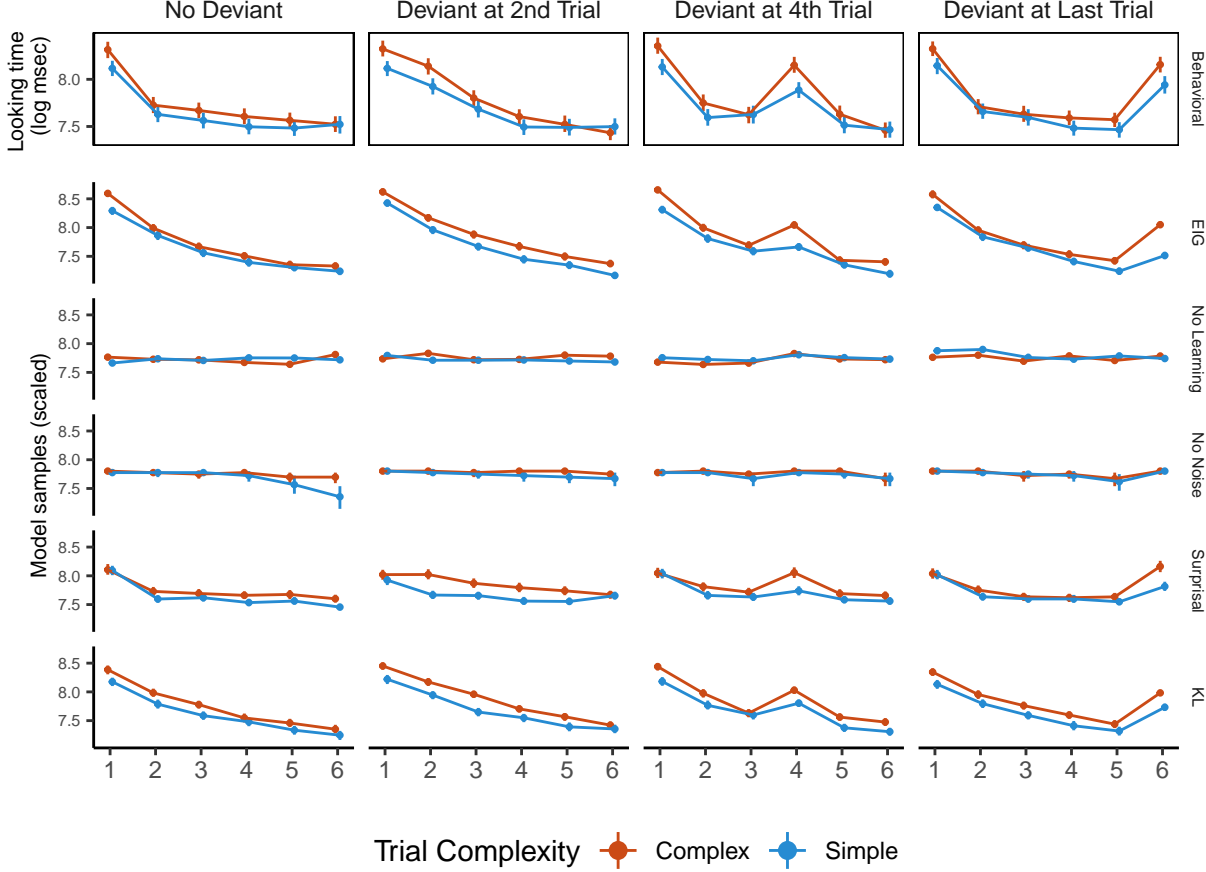 No Deviant Deviant at 2nd Trial Deviant at 4th Trial Deviant at Last Trial
Looking time
(log msec)
8.0
7.5
Behavioral
Model samples (scaled)
8.5
8.0
7.5
EIG
8.5
8.0
7.5
No Learning
8.5
8.0
7.5
No Noise
8.5
8.0
7.5
Surprisal
8.5
8.0
7.5
KL
1 2 3 4 5 6 1 2 3 4 5 6 1 2 3 4 5 6 1 2 3 4 5 6
Trial Complexity Complex Simple